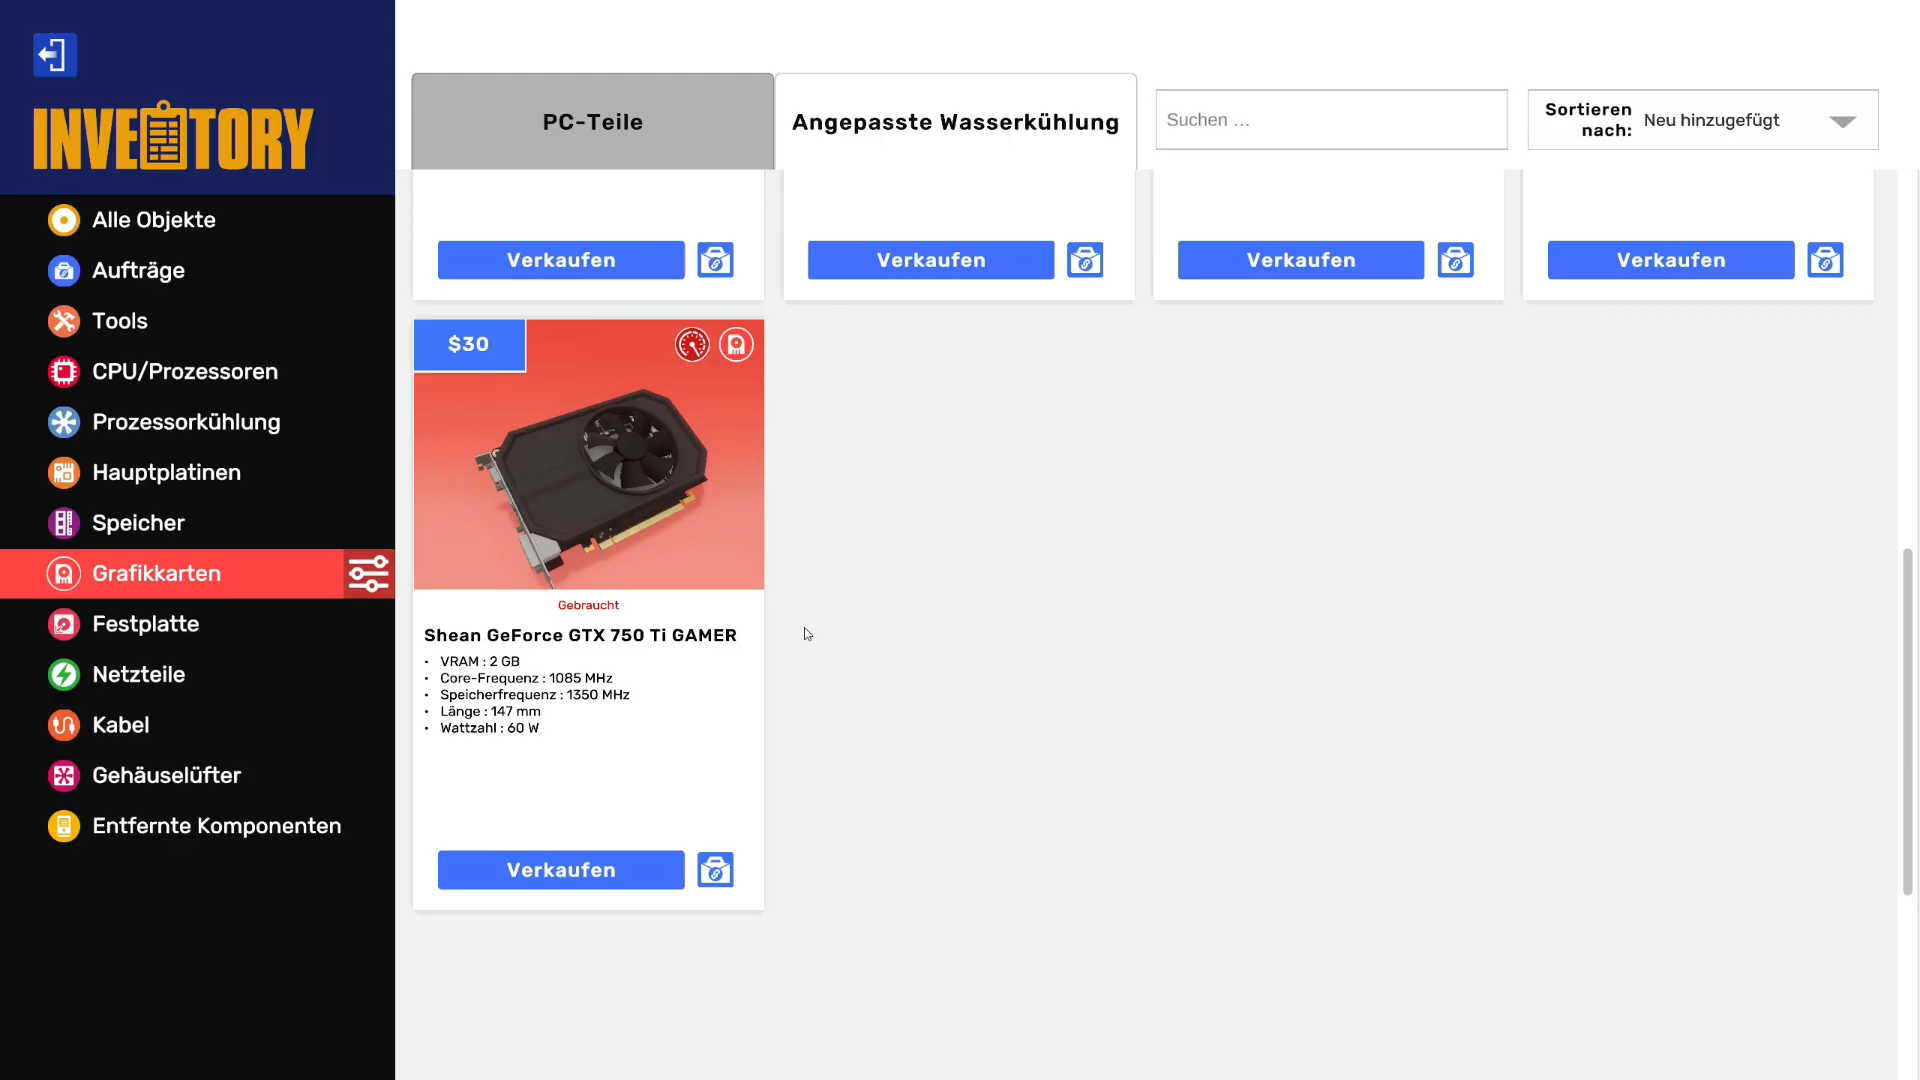 INVENTORY
Alle Objekte
Aufträge
Tools
CPU/Prozessoren
Prozessorkühlung
Hauptplatinen
Speicher
Grafikkarten
Festplatte
Netzteile
Kabel
Gehäuselüfter
Entfernte Komponenten
PC-Teile
Angepasste Wasserkühlung
Suchen ...
Sortieren
nach:
Neu hinzugefügt
Verkaufen
Verkaufen
Verkaufen
Verkaufen
$30
Gebraucht
Shean GeForce GTX 750 Ti GAMER
• VRAM : 2 GB
• Core-Frequenz : 1085 MHz
• Speicherfrequenz : 1350 MHz
• Länge : 147 mm
• Wattzahl : 60 W
Verkaufen